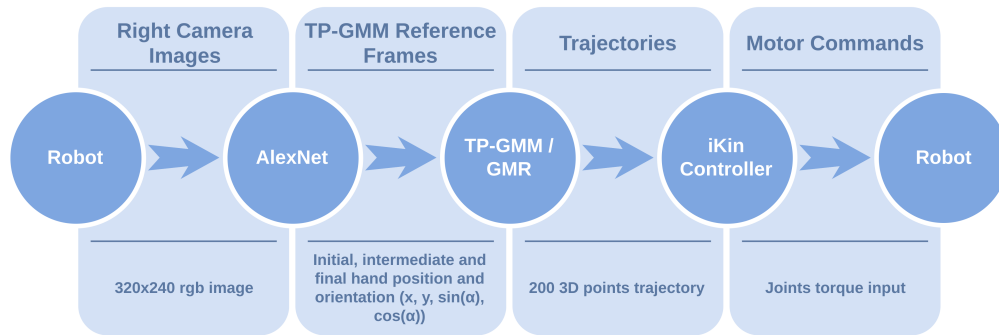 Right Camera
Images
TP-GMM Reference
Frames
Trajectories
Motor Commands
Robot
AlexNet
TP-GMM /
GMR
iKin
Controller
Robot
320x240 rgb image
Initial, intermediate and
final hand position and
orientation (x, y, sin(α),
cos(α))
200 3D points trajectory
Joints torque input